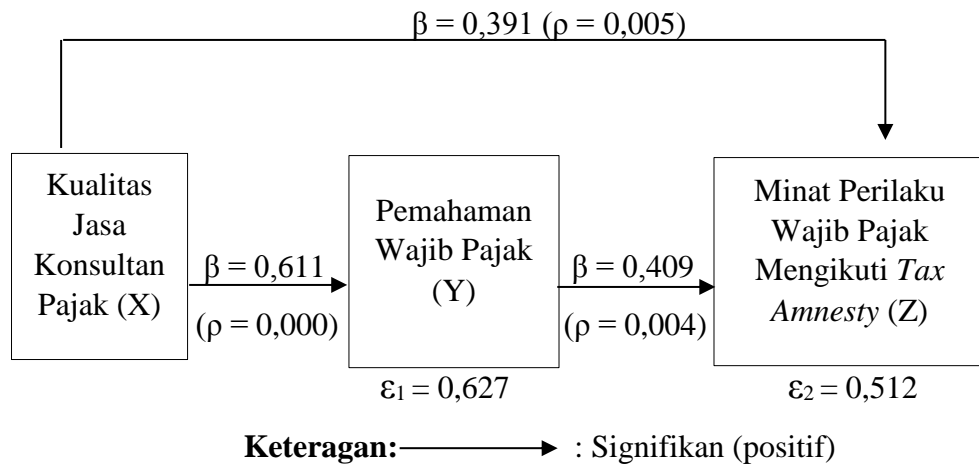 β = 0,391 (ρ = 0,005)
Kualitas
Jasa
Konsultan
Pajak (X)
β = 0,611
(ρ = 0,000)
Pemahaman
Wajib Pajak
(Y)
β = 0,409
(ρ = 0,004)
Minat Perilaku
Wajib Pajak
Mengikuti Tax
Amnesty (Z)
ε1 = 0,627
ε2 = 0,512
Keteragan: : Signifikan (positif)